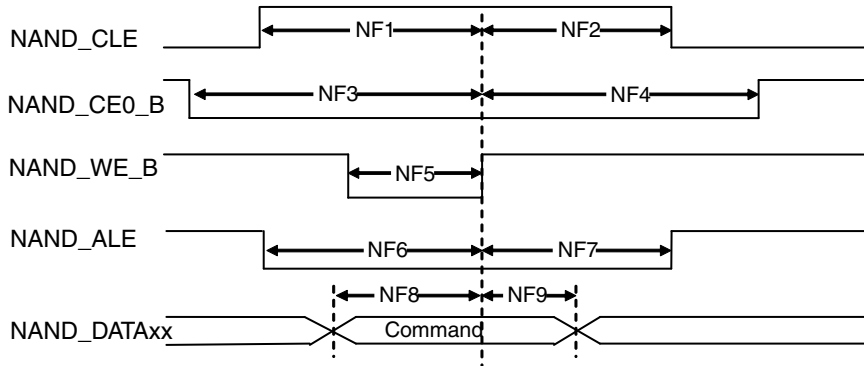 NAND_CLE NF1 NF2
NAND_CE0_B NF3 NF4
NAND_WE_B NF5
NAND_ALE NF6 NF7
NF8 NF9
NAND_DATAxx Command